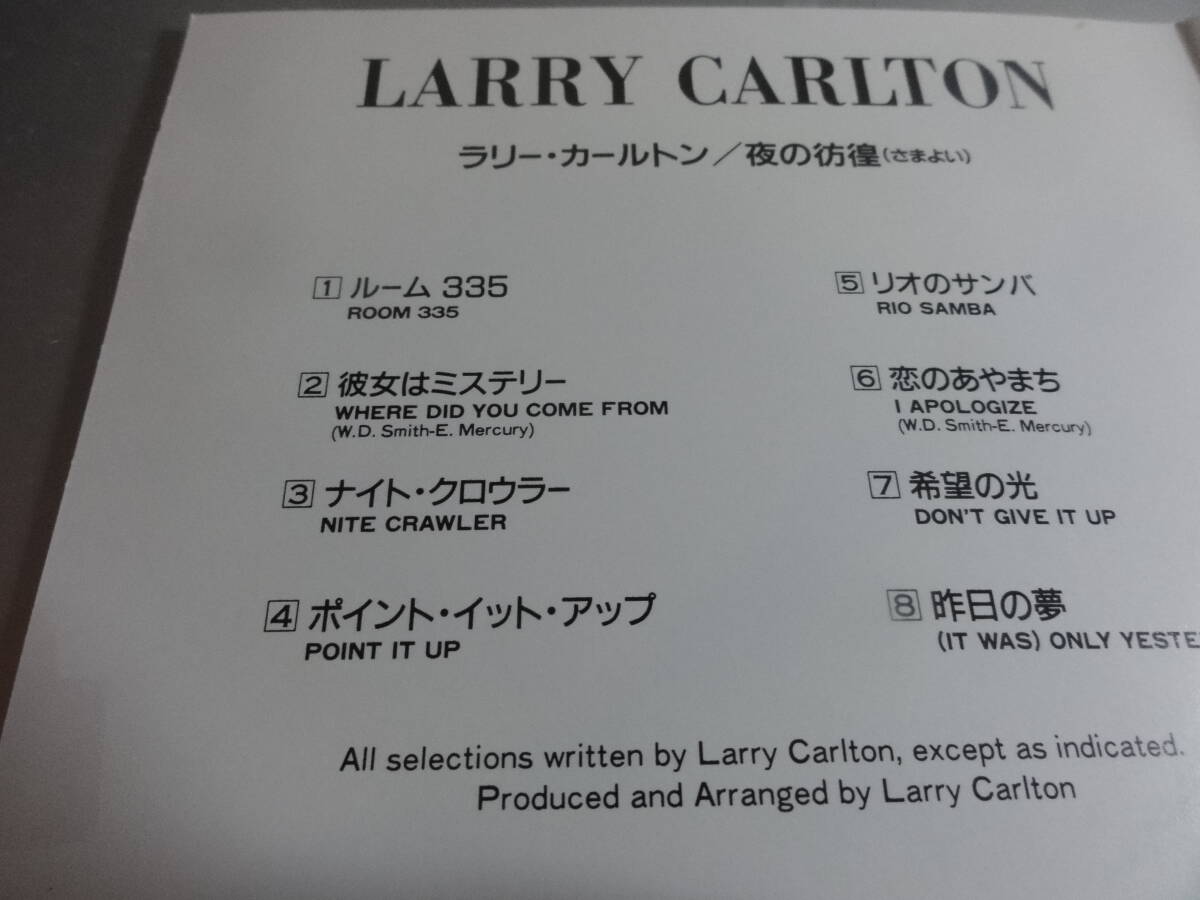 LARRY CARLTON
ラリー・カールトン／夜の彷徨(さまよい)
1 ルーム 335
ROOM 335
2 彼女はミステリー
WHERE DID YOU COME FROM
(W.D. Smith-E. Mercury)
3 ナイト・クロウラー
NITE CRAWLER
4 ポイント・イット・アップ
POINT IT UP
5 リオのサンバ
RIO SAMBA
6 恋のあやまち
I APOLOGIZE
(W.D. Smith-E. Mercury)
7 希望の光
DON'T GIVE IT UP
8 昨日の夢
(IT WAS) ONLY
All selections written by Larry Carlton, except as indicated.
Produced and Arranged by Larry Carlton